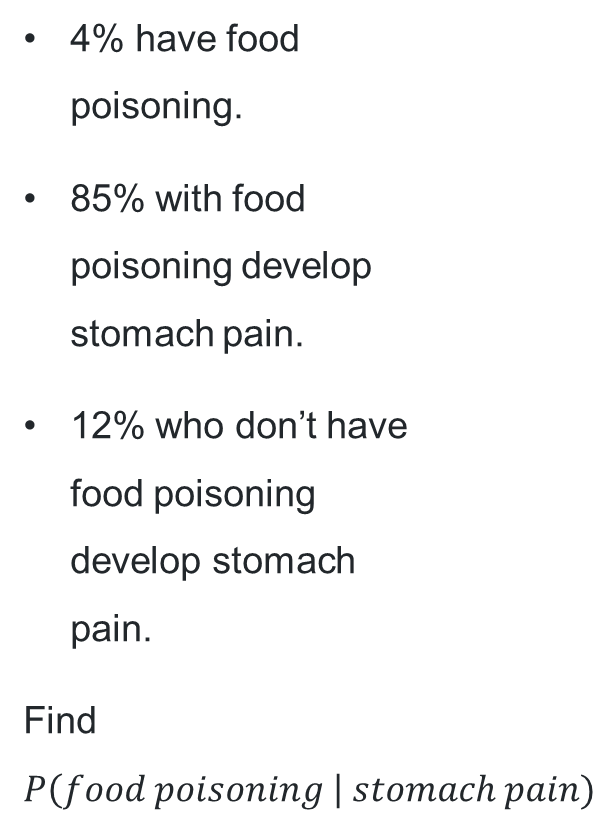 • 4% have food
poisoning.
• 85% with food
poisoning develop
stomach pain.
• 12% who don’t have
food poisoning
develop stomach
pain.
Find
P(food poisoning | stomach pain)